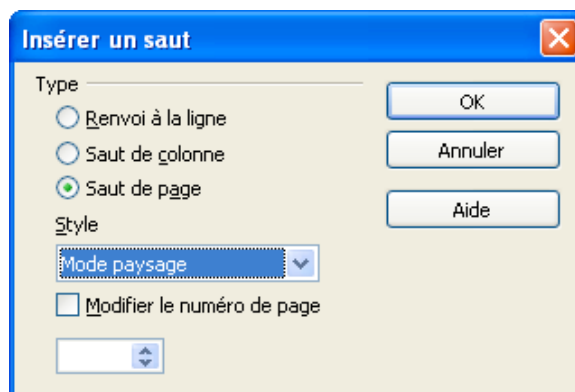 Insérer un saut
Type
Renvoi à la ligne
Saut de colonne
Saut de page
Style
Mode paysage
Modifier le numéro de page
OK
Annuler
Aide